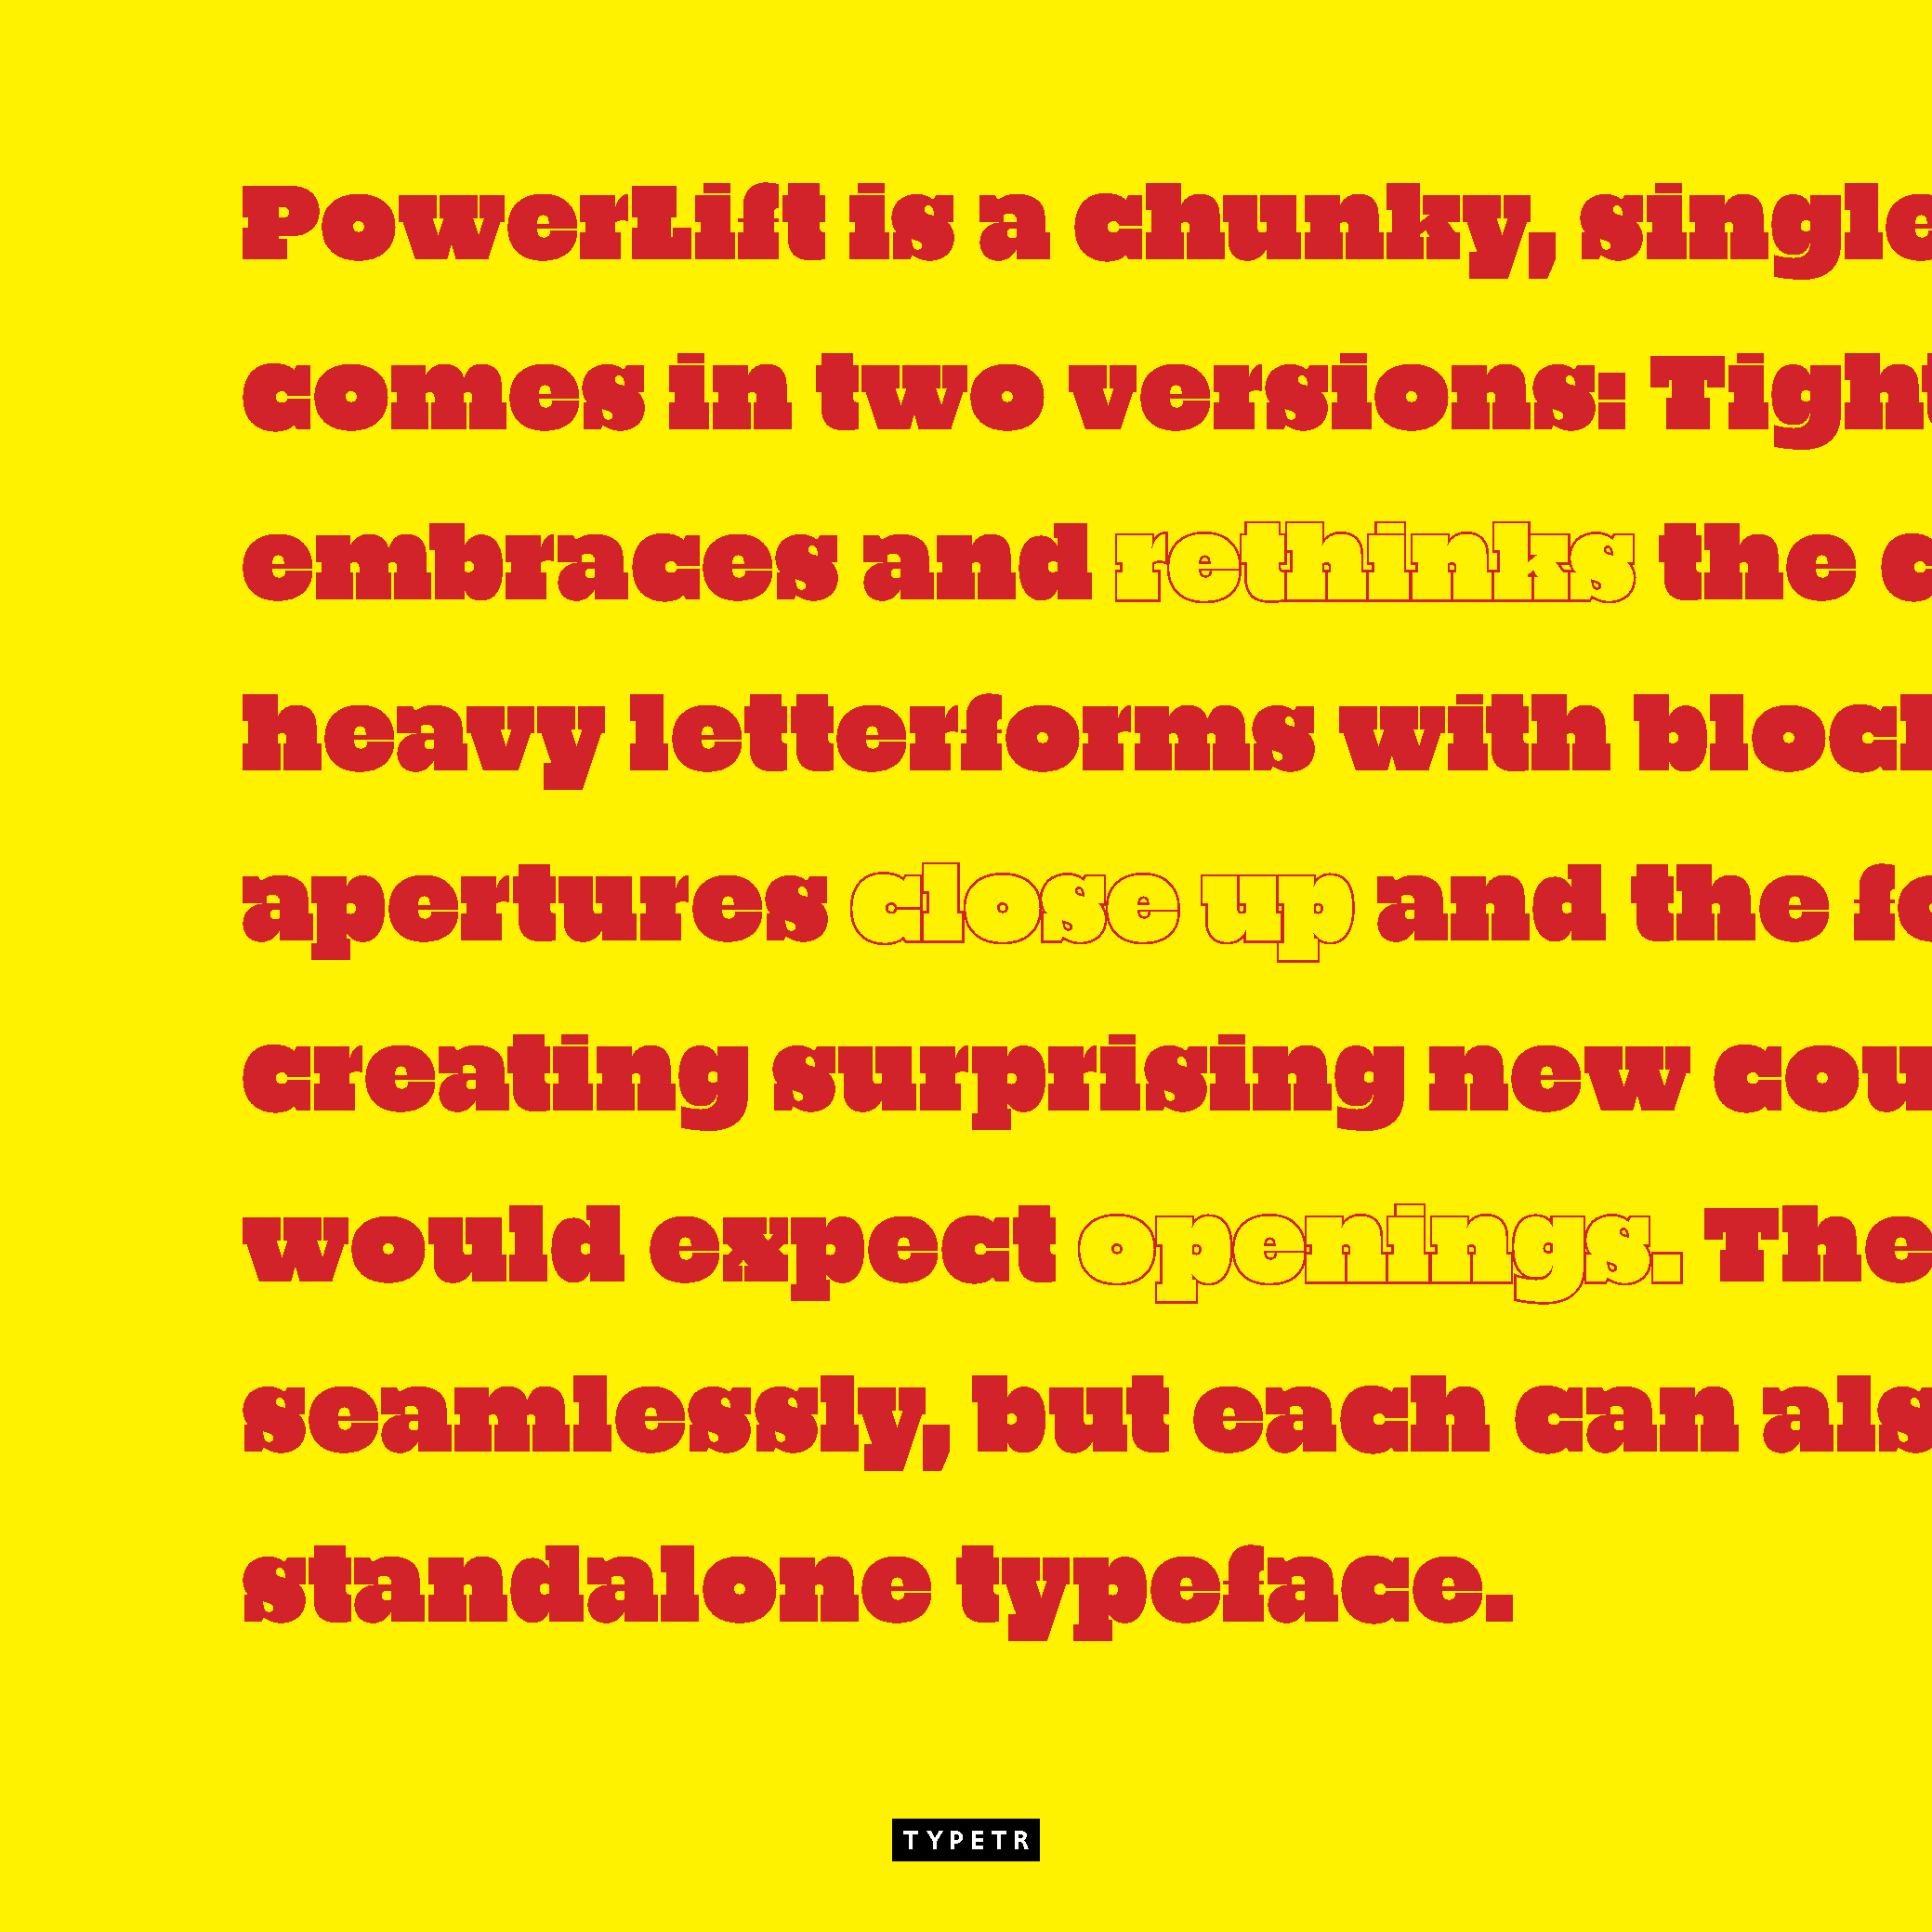 PowerLift is a chunky, single
comes in two versions: Tight
embraces and rethinks the c
heavy letterforms with block
apertures close up and the fo
creating surprising new cou
would expect openings. The
seamlessly, but each can als
standalone typeface.
TYPETR